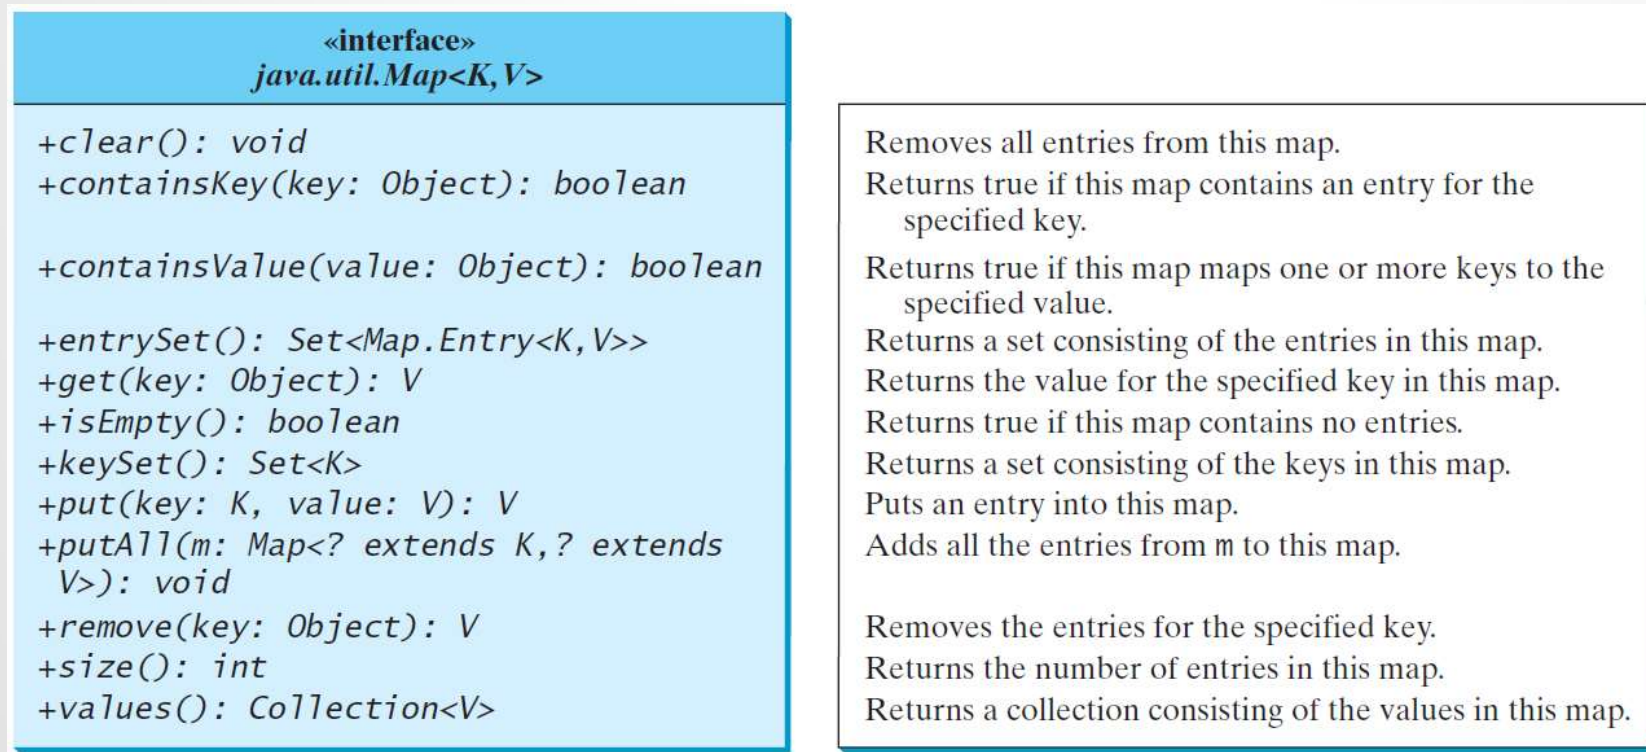 «interface»
java.util.Map<K,V>
+clear(): void
+containsKey(key: Object): boolean
+containsValue(value: Object): boolean
+entrySet(): Set<Map.Entry<K,V>>
+get(key: Object): V
+isEmpty(): boolean
+keySet(): Set<K>
+put(key: K, value: V): V
+putAll(m: Map<? extends K,? extends
V>): void
+remove(key: Object): V
+size(): int
+values(): Collection<V>
Removes all entries from this map.
Returns true if this map contains an entry for the
specified key.
Returns true if this map maps one or more keys to the
specified value.
Returns a set consisting of the entries in this map.
Returns the value for the specified key in this map.
Returns true if this map contains no entries.
Returns a set consisting of the keys in this map.
Puts an entry into this map.
Adds all the entries from m to this map.
Removes the entries for the specified key.
Returns the number of entries in this map.
Returns a collection consisting of the values in this map.